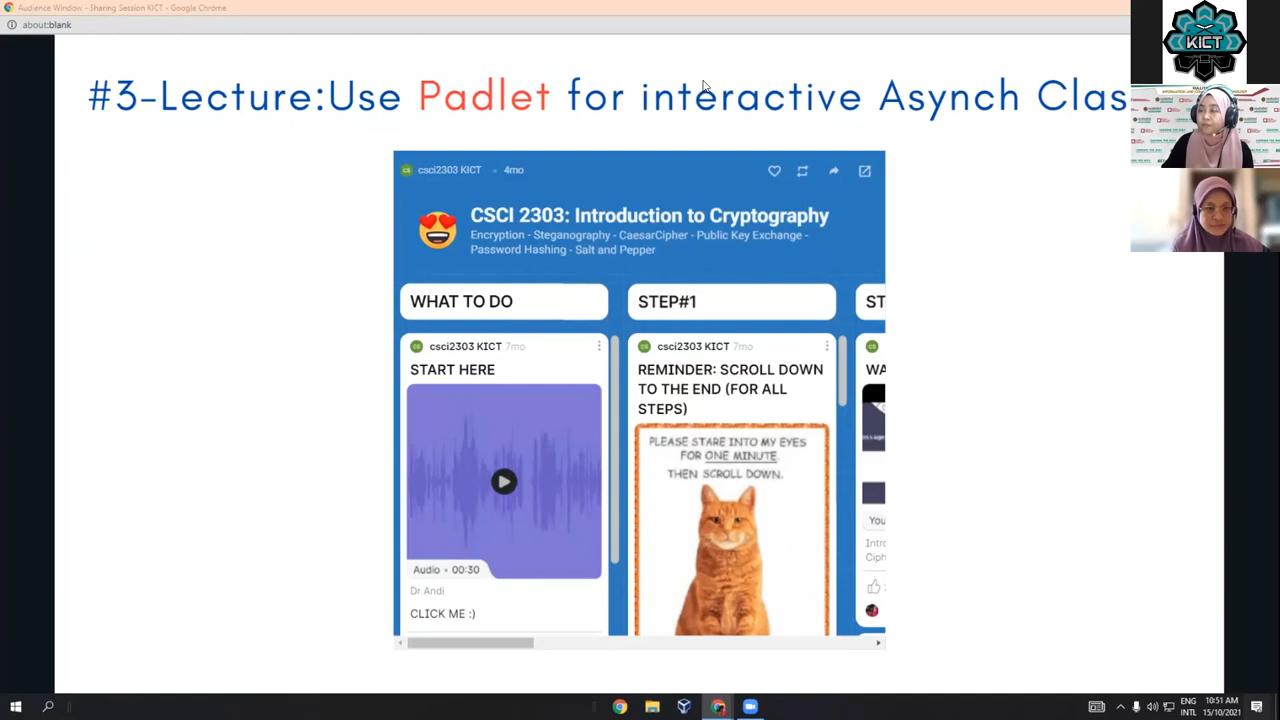 Audience Window - Sharing Session KICT - Google Chrome
about:blank
KICT
#3-Lecture:Use Padlet for interactive Asynch Clas
csci2303 KICT • 4mo
CSCI 2303: Introduction to Cryptography
Encryption - Steganography - CaesarCipher - Public Key Exchange -
Password Hashing - Salt and Pepper
WHAT TO DO
STEP#1
ST
csci2303 KICT 7mo
START HERE
Audio • 00:30
Dr Andi
CLICK ME :)
csci2303 KICT 7mo
REMINDER: SCROLL DOWN
TO THE END (FOR ALL
STEPS)
PLEASE STARE INTO MY EYES
FOR ONE MINUTE.
THEN SCROLL DOWN.
WA
You
Intro
Ciph
ENG
INTL
10:51 AM
15/10/2021